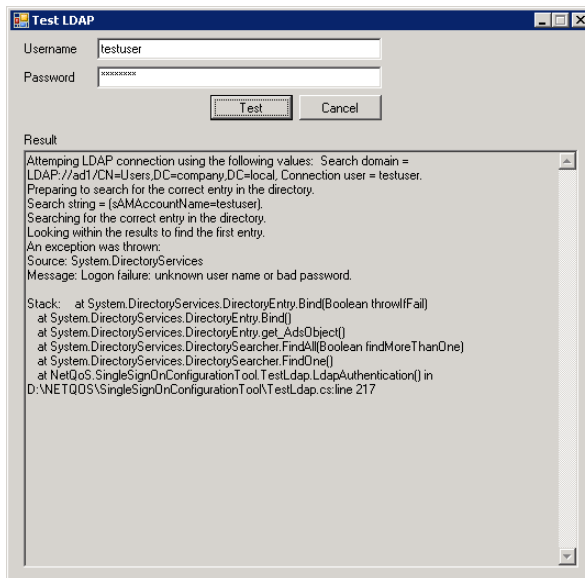 Test LDAP
Username testuser
Password ××××××××
Test Cancel
Result
Attemping LDAP connection using the following values: Search domain =
LDAP://ad1/CN=Users,DC=company,DC=local, Connection user = testuser.
Preparing to search for the correct entry in the directory.
Search string = (sAMAccountName=testuser).
Searching for the correct entry in the directory.
Looking within the results to find the first entry.
An exception was thrown:
Source: System.DirectoryServices
Message: Logon failure: unknown user name or bad password.
Stack:    at System.DirectoryServices.DirectoryEntry.Bind(Boolean throwIfFail)
at System.DirectoryServices.DirectoryEntry.Bind()
at System.DirectoryServices.DirectoryEntry.get_AdsObject()
at System.DirectoryServices.DirectorySearcher.FindAll(Boolean findMoreThanOne)
at System.DirectoryServices.DirectorySearcher.FindOne()
at NetQoS.SingleSignOnConfigurationTool.TestLdap.LdapAuthentication() in
D:\NETQOS\SingleSignOnConfigurationTool\TestLdap.cs:line 217